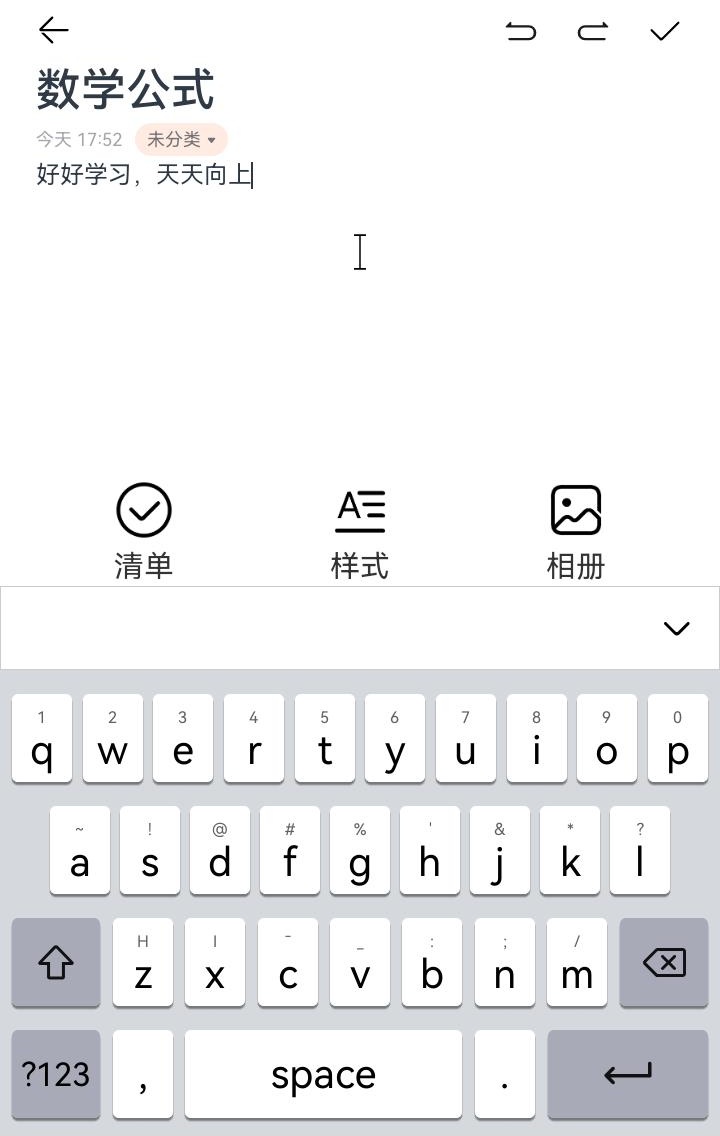 数学公式
今天 17:52 未分类
好好学习，天天向上
清单 样式 相册
1 2 3 4 5 6 7 8 9 0
q w e r t y u i o p
~ ! @ # % ' & * ?
a s d f g h j k l
H I - _ : ; /
z x c v b n m
?123 , space .